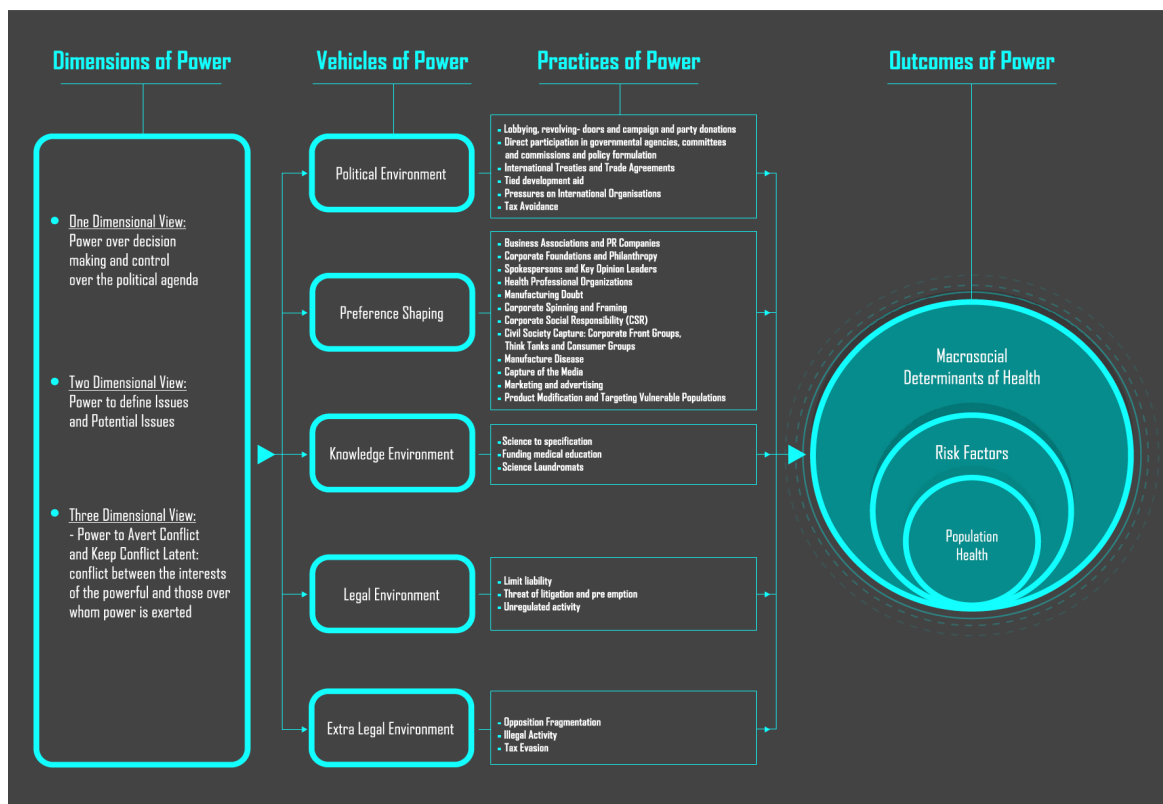 Dimensions of Power
One Dimensional View:
Power over decision
making and control
over the political agenda
Two Dimensional View:
Power to define Issues
and Potential Issues
Three Dimensional View:
- Power to Avert Conflict
and Keep Conflict Latent:
conflict between the interests
of the powerful and those over
whom power is exerted
Vehicles of Power
Political Environment
Preference Shaping
Knowledge Environment
Legal Environment
Extra Legal Environment
Practices of Power
- Lobbying, revolving- doors and campaign and party donations
- Direct participation in governmental agencies, committees
and commissions and policy formulation
- International Treaties and Trade Agreements
- Tied development aid
- Pressures on International Organisations
- Tax Avoidance
- Business Associations and PR Companies
- Corporate Foundations and Philanthropy
- Spokespersons and Key Opinion Leaders
- Health Professional Organizations
- Manufacturing Doubt
- Corporate Spinning and Framing
- Corporate Social Responsibility (CSR)
- Civil Society Capture: Corporate Front Groups,
Think Tanks and Consumer Groups
- Manufacture Disease
- Capture of the Media
- Marketing and advertising
- Product Modification and Targeting Vulnerable Populations
- Science to specification
- Funding medical education
- Science Laundromats
- Limit liability
- Threat of litigation and pre emption
- Unregulated activity
- Opposition Fragmentation
- Illegal Activity
- Tax Evasion
Outcomes of Power
Macrosocial
Determinants of Health
Risk Factors
Population
Health